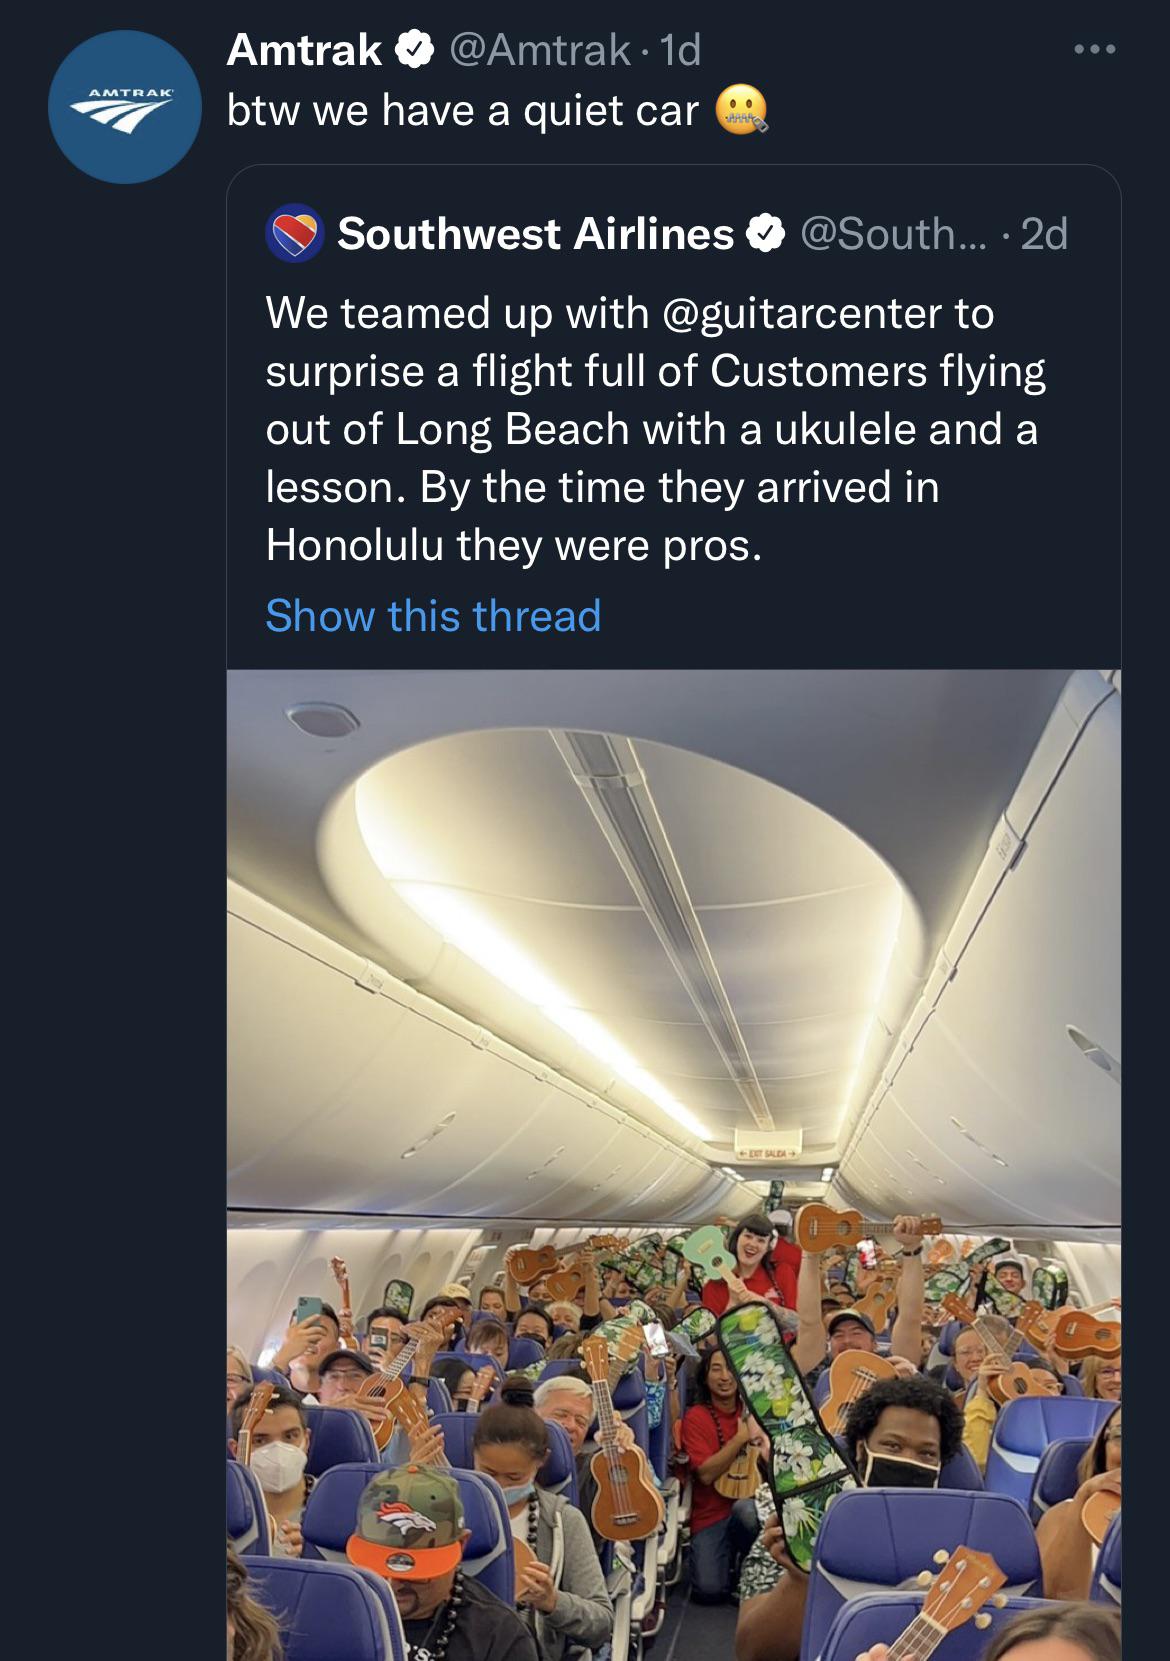 Amtrak @Amtrak · 1d
AMTRAK
btw we have a quiet car 🤐
Southwest Airlines @South... · 2d
We teamed up with @guitarcenter to
surprise a flight full of Customers flying
out of Long Beach with a ukulele and a
lesson. By the time they arrived in
Honolulu they were pros.
Show this thread
← EXIT SALIDA →